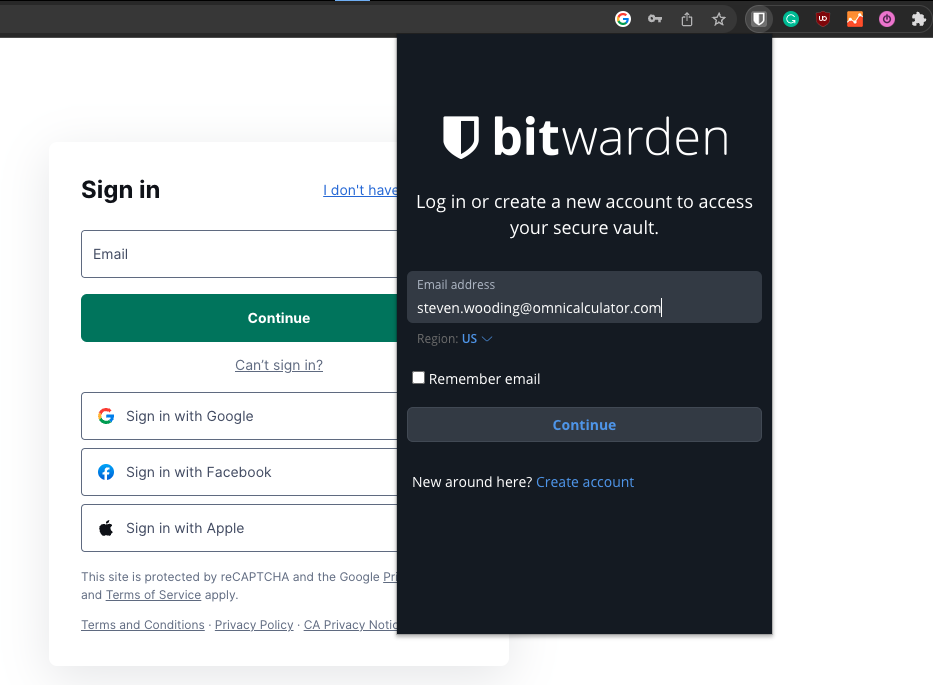 Sign in
I don't have
Email
Continue
Can't sign in?
Sign in with Google
Sign in with Facebook
Sign in with Apple
This site is protected by reCAPTCHA and the Google Pri
and Terms of Service apply.
Terms and Conditions · Privacy Policy · CA Privacy Notic
bitwarden
Log in or create a new account to access
your secure vault.
Email address
steven.wooding@omnicalculator.com
Region: US
Remember email
Continue
New around here? Create account